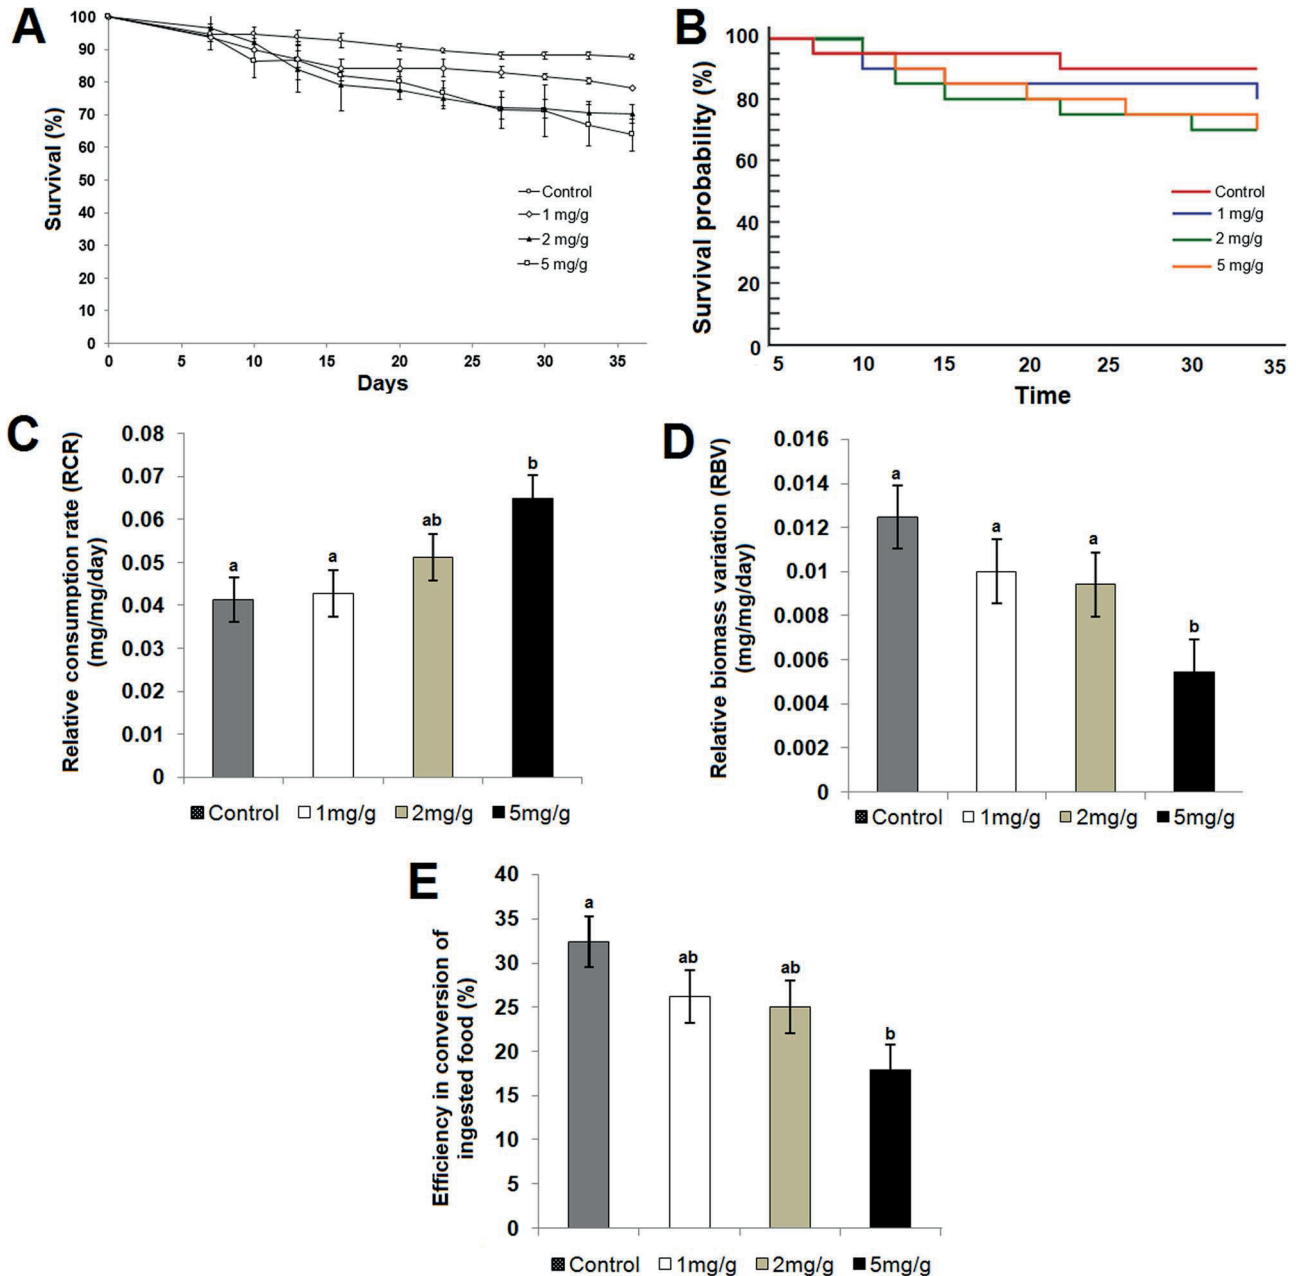 A
100
90
80
70
60
50
40
30
20
10
0
Survival (%)
Control
1 mg/g
2 mg/g
5 mg/g
0 5 10 15 20 25 30 35
Days
B
100
80
60
40
20
0
Survival probability (%)
Control
1 mg/g
2 mg/g
5 mg/g
5 10 15 20 25 30 35
Time
C
0.08
0.07
0.06
0.05
0.04
0.03
0.02
0.01
0
Relative consumption rate (RCR)
(mg/mg/day)
a a ab b
Control 1mg/g 2mg/g 5mg/g
D
0.016
0.014
0.012
0.01
0.008
0.006
0.004
0.002
0
Relative biomass variation (RBV)
(mg/mg/day)
a a a b
Control 1mg/g 2mg/g 5mg/g
E
40
35
30
25
20
15
10
5
0
Efficiency in conversion of
ingested food (%)
a ab ab b
Control 1mg/g 2mg/g 5mg/g